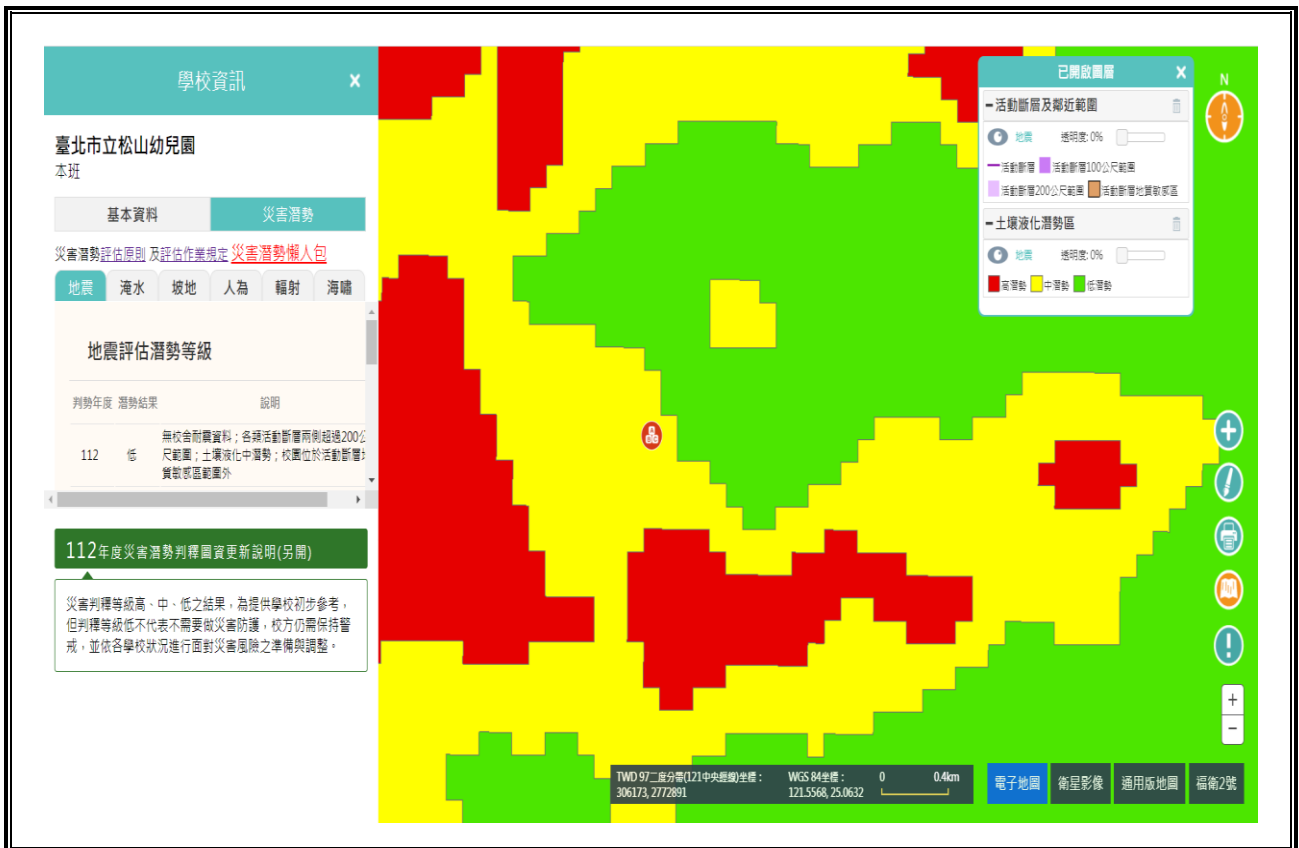 學校資訊 ×
臺北市立松山幼兒園
本班
基本資料 災害潛勢
災害潛勢評估原則 及評估作業規定 災害潛勢懶人包
地震 淹水 坡地 人為 輻射 海嘯
地震評估潛勢等級
判勢年度 潛勢結果 說明
112 低
無校舍耐震資料；各類活動斷層兩側超過200公
尺範圍；土壤液化中潛勢；校園位於活動斷層地
質敏感區範圍外
112年度災害潛勢判釋圖資更新說明(另開)
災害判釋等級高、中、低之結果，為提供學校初步參考，
但判釋等級低不代表不需要做災害防護，校方仍需保持警
戒，並依各學校狀況進行面對災害風險之準備與調整。
已開啟圖層 ×
活動斷層及鄰近範圍
地震 透明度: 0%
活動斷層 活動斷層100公尺範圍
活動斷層200公尺範圍 活動斷層地質敏感區
土壤液化潛勢區
地震 透明度: 0%
高潛勢 中潛勢 低潛勢
N
+
−
TWD 97二度分帶(121中央經線)坐標：
306173, 2772891
WGS 84坐標：
121.5568, 25.0632
0 0.4km
電子地圖 衛星影像 通用版地圖 福衛2號